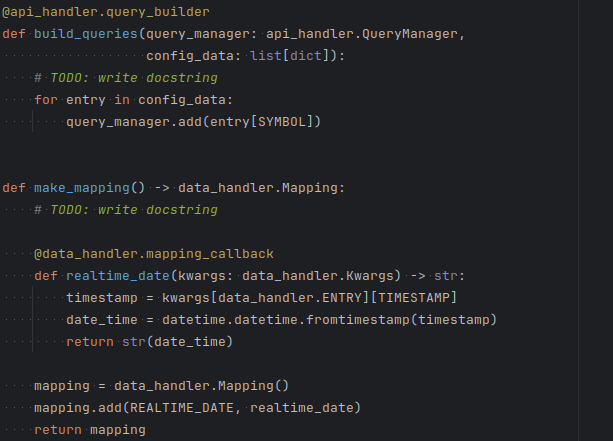 @api_handler.query_builder
def build_queries(query_manager: api_handler.QueryManager,
                  config_data: list[dict]):
    # TODO: write docstring
    for entry in config_data:
        query_manager.add(entry[SYMBOL])
def make_mapping() -> data_handler.Mapping:
    # TODO: write docstring
    @data_handler.mapping_callback
    def realtime_date(kwargs: data_handler.Kwargs) -> str:
        timestamp = kwargs[data_handler.ENTRY][TIMESTAMP]
        date_time = datetime.datetime.fromtimestamp(timestamp)
        return str(date_time)
    mapping = data_handler.Mapping()
    mapping.add(REALTIME_DATE, realtime_date)
    return mapping